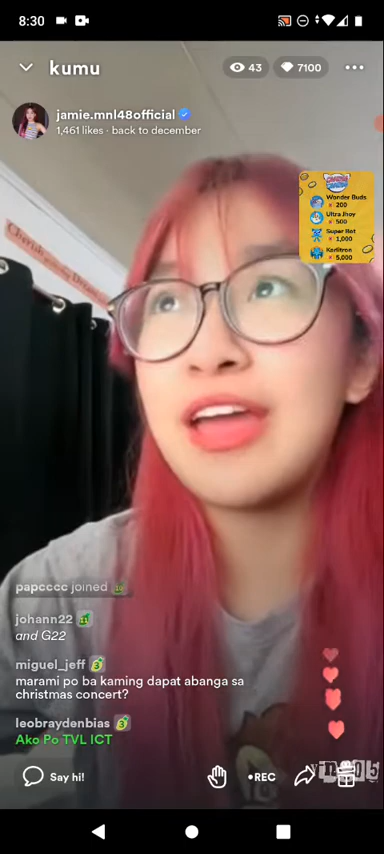 8:30
kumu
43
7100
jamie.mnl48official
1,461 likes · back to december
Wonder Buds
200
Ultra Jhoy
500
Super Bot
1,000
Karlitron
5,000
papcccc joined
johann22
and G22
miguel_jeff
marami po ba kaming dapat abanga sa
christmas concert?
leobraydenbias
Ako Po TVL ICT
Say hi!
•REC